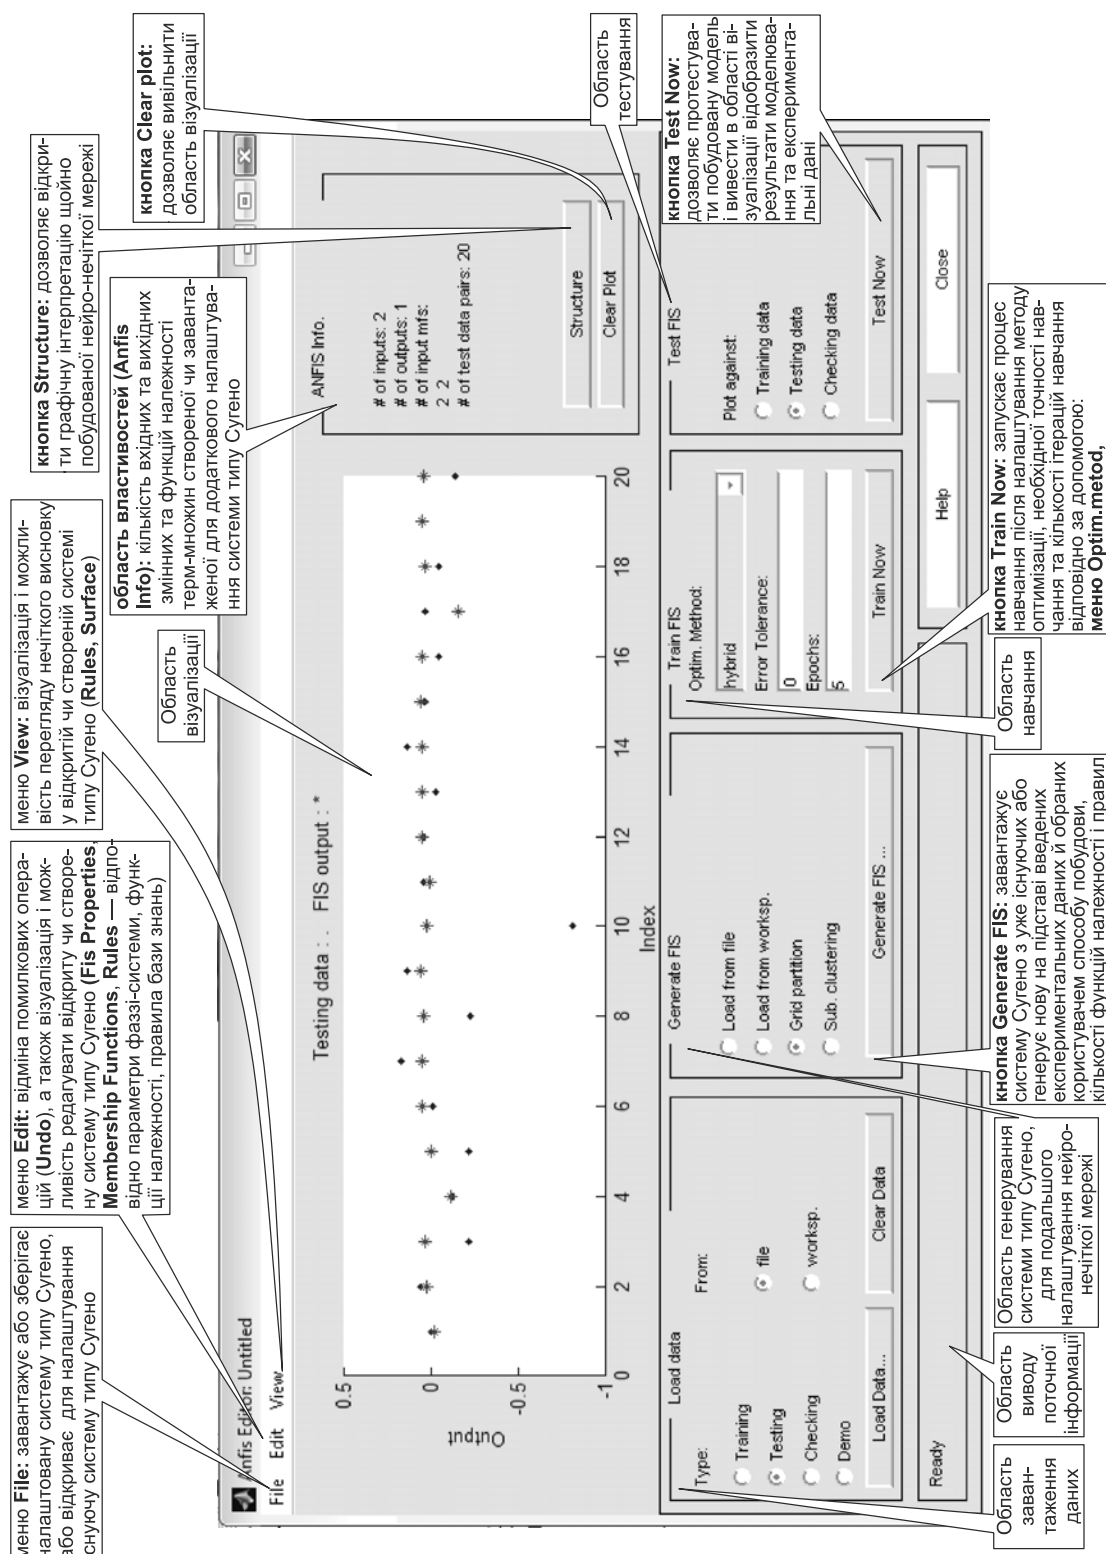 меню File: завантажує або зберігає
налаштовану систему типу Сугено,
або відкриває для налаштування
існуючу систему типу Сугено
меню Edit: відміна помилкових опера-
цій (Undo), а також візуалізація і мож-
ливість редагувати відкриту чи створе-
ну систему типу Сугено (Fis Properties,
Membership Functions, Rules — відпо-
відно параметри фаззі-системи, функ-
ції належності, правила бази знань)
меню View: візуалізація і можли-
вість перегляду нечіткого висновку
у відкритій чи створеній системі
типу Сугено (Rules, Surface)
кнопка Structure: дозволяє відкри-
ти графічну інтерпретацію щойно
побудованої нейро-нечіткої мережі
кнопка Clear plot:
дозволяє вивільнити
область візуалізації
область властивостей (Anfis
Info): кількість вхідних та вихідних
змінних та функцій належності
терм-множин створеної чи заванта-
женої для додаткового налаштува-
ння системи типу Сугено
Область
візуалізації
Anfis Editor: Untitled
File Edit View
Testing data : . FIS output : *
0.5
0
-0.5
-1
Output
0 2 4 6 8 10 12 14 16 18 20
Index
ANFIS Info.
# of inputs: 2
# of outputs: 1
# of input mfs:
2 2
# of test data pairs: 20
Structure
Clear Plot
Load data
Type:
From:
Training
Testing
Checking
Demo
file
worksp.
Load Data...
Clear Data
Generate FIS
Load from file
Load from worksp.
Grid partition
Sub. clustering
Generate FIS ...
Train FIS
Optim. Method:
hybrid
Error Tolerance:
0
Epochs:
5
Train Now
Test FIS
Plot against:
Training data
Testing data
Checking data
Test Now
Ready
Help
Close
Область
тестування
кнопка Test Now:
дозволяє протестува-
ти побудовану модель
і вивести в області ві-
зуалізації відобразити
результати моделюва-
ння та експеримента-
льні дані
Область
заван-
таження
даних
Область
виводу
поточної
інформації
Область генерування
системи типу Сугено,
для подальшого
налаштування нейро-
нечіткої мережі
кнопка Generate FIS: завантажує
систему Сугено з уже існуючих або
генерує нову на підставі введених
експериментальних даних й обраних
користувачем способу побудови,
кількості функцій належності і правил
Область
навчання
кнопка Train Now: запускає процес
навчання після налаштування методу
оптимізації, необхідної точності нав-
чання та кількості ітерацій навчання
відповідно за допомогою:
меню Optim.metod,